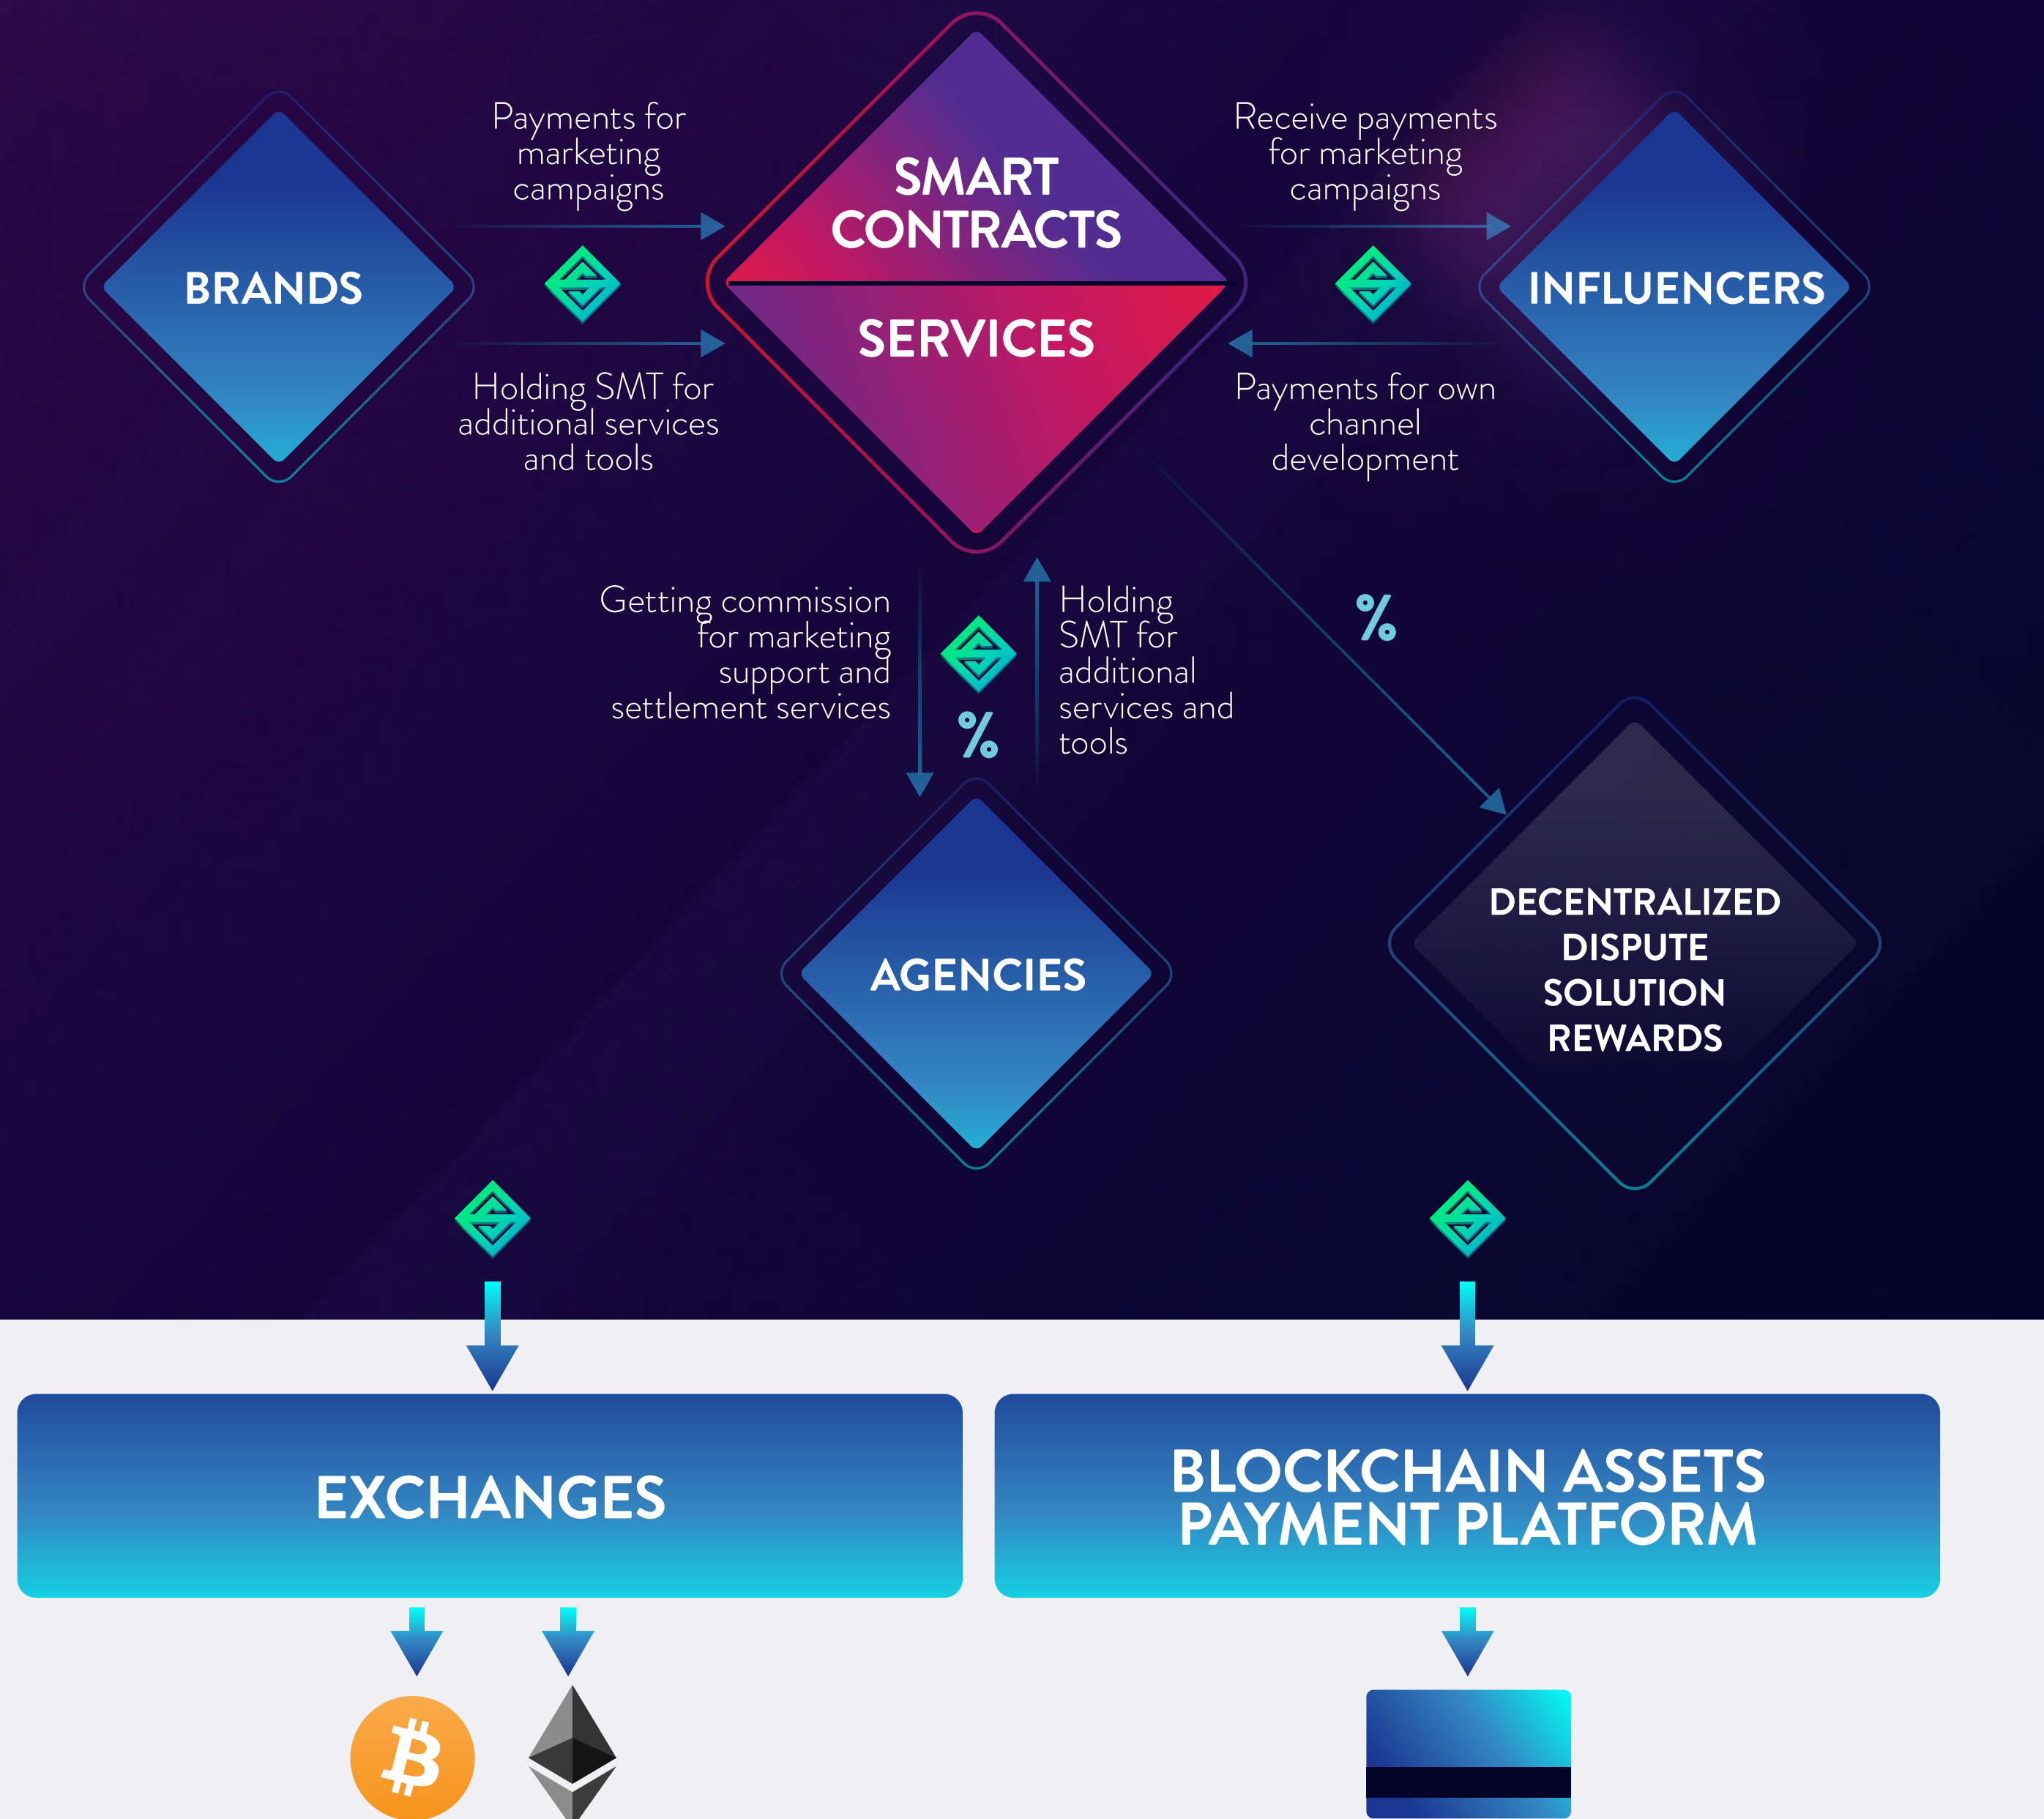 Payments for
marketing
campaigns
Receive payments
for marketing
campaigns
SMART
CONTRACTS
BRANDS
INFLUENCERS
SERVICES
Holding SMT for
additional services
and tools
Payments for own
channel
development
Getting commission
for marketing
support and
settlement services
%
Holding
SMT for
additional
services and
tools
%
AGENCIES
DECENTRALIZED
DISPUTE
SOLUTION
REWARDS
EXCHANGES
BLOCKCHAIN ASSETS
PAYMENT PLATFORM